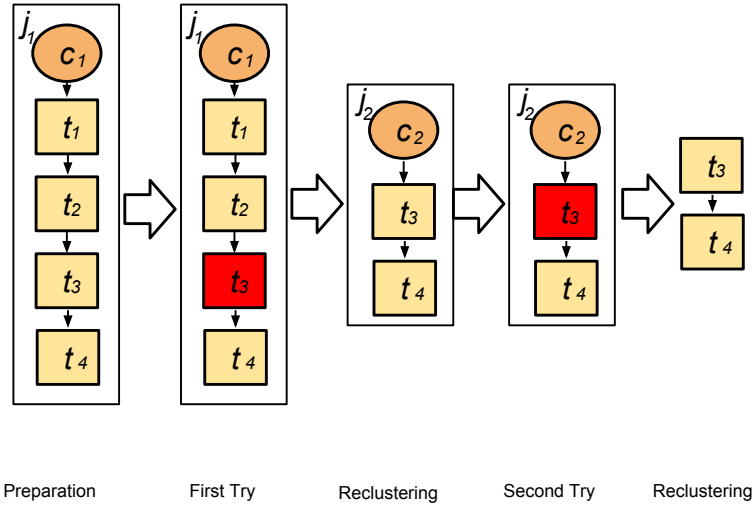 j1
c1
t1
t2
t3
t4
j1
c1
t1
t2
t3
t4
j2
c2
t3
t4
j2
c2
t3
t4
t3
t4
Preparation
First Try
Reclustering
Second Try
Reclustering